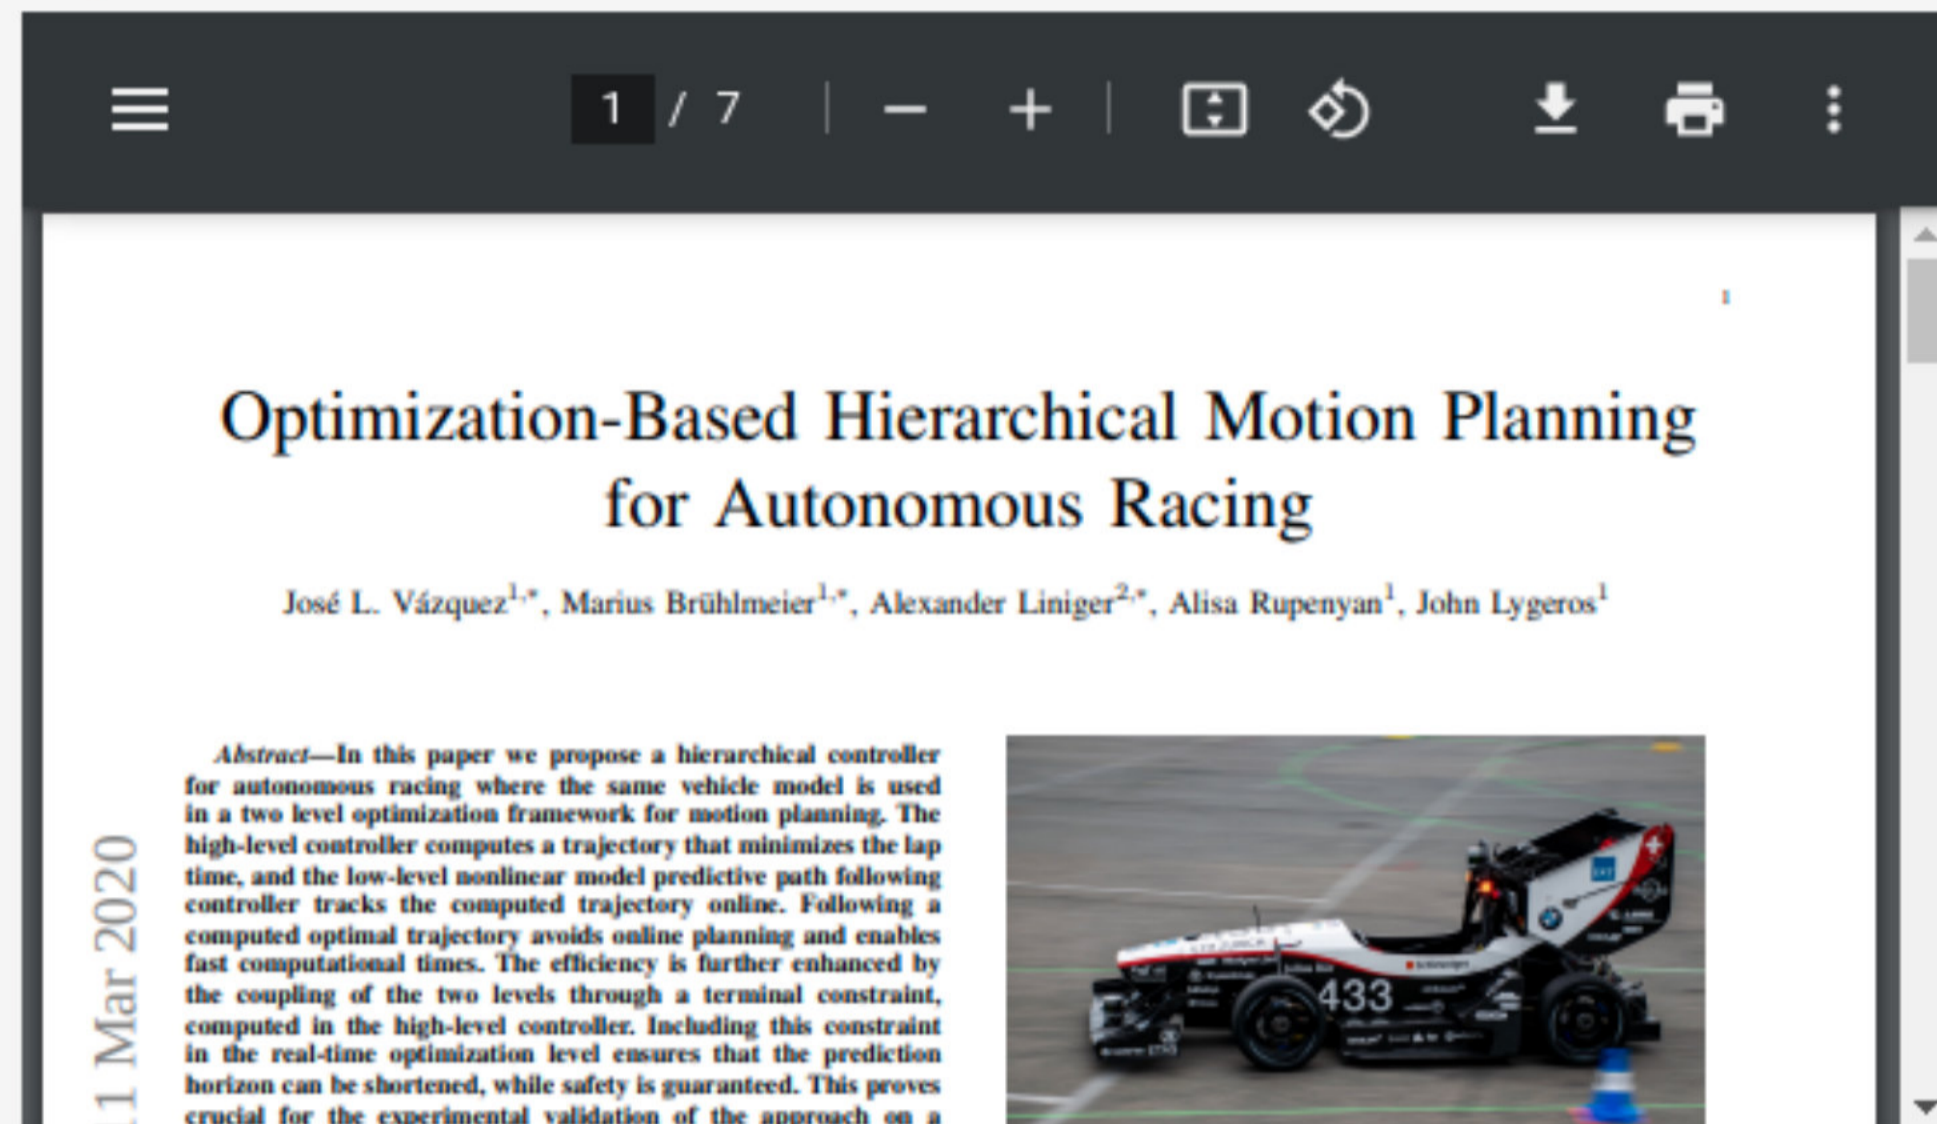 1 / 7
1
Optimization-Based Hierarchical Motion Planning
for Autonomous Racing
José L. Vázquez1,*, Marius Brühlmeier1,*, Alexander Liniger2,*, Alisa Rupenyan1, John Lygeros1
Abstract—In this paper we propose a hierarchical controller
for autonomous racing where the same vehicle model is used
in a two level optimization framework for motion planning. The
high-level controller computes a trajectory that minimizes the lap
time, and the low-level nonlinear model predictive path following
controller tracks the computed trajectory online. Following a
computed optimal trajectory avoids online planning and enables
fast computational times. The efficiency is further enhanced by
the coupling of the two levels through a terminal constraint,
computed in the high-level controller. Including this constraint
in the real-time optimization level ensures that the prediction
horizon can be shortened, while safety is guaranteed. This proves
crucial for the experimental validation of the approach on a
11 Mar 2020
433